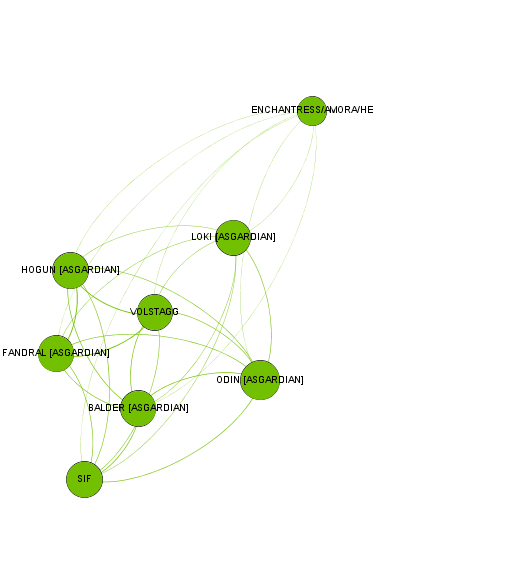 ENCHANTRESS/AMORA/HE
LOKI [ASGARDIAN]
HOGUN [ASGARDIAN]
VOLSTAGG
FANDRAL [ASGARDIAN]
ODIN [ASGARDIAN]
BALDER [ASGARDIAN]
SIF